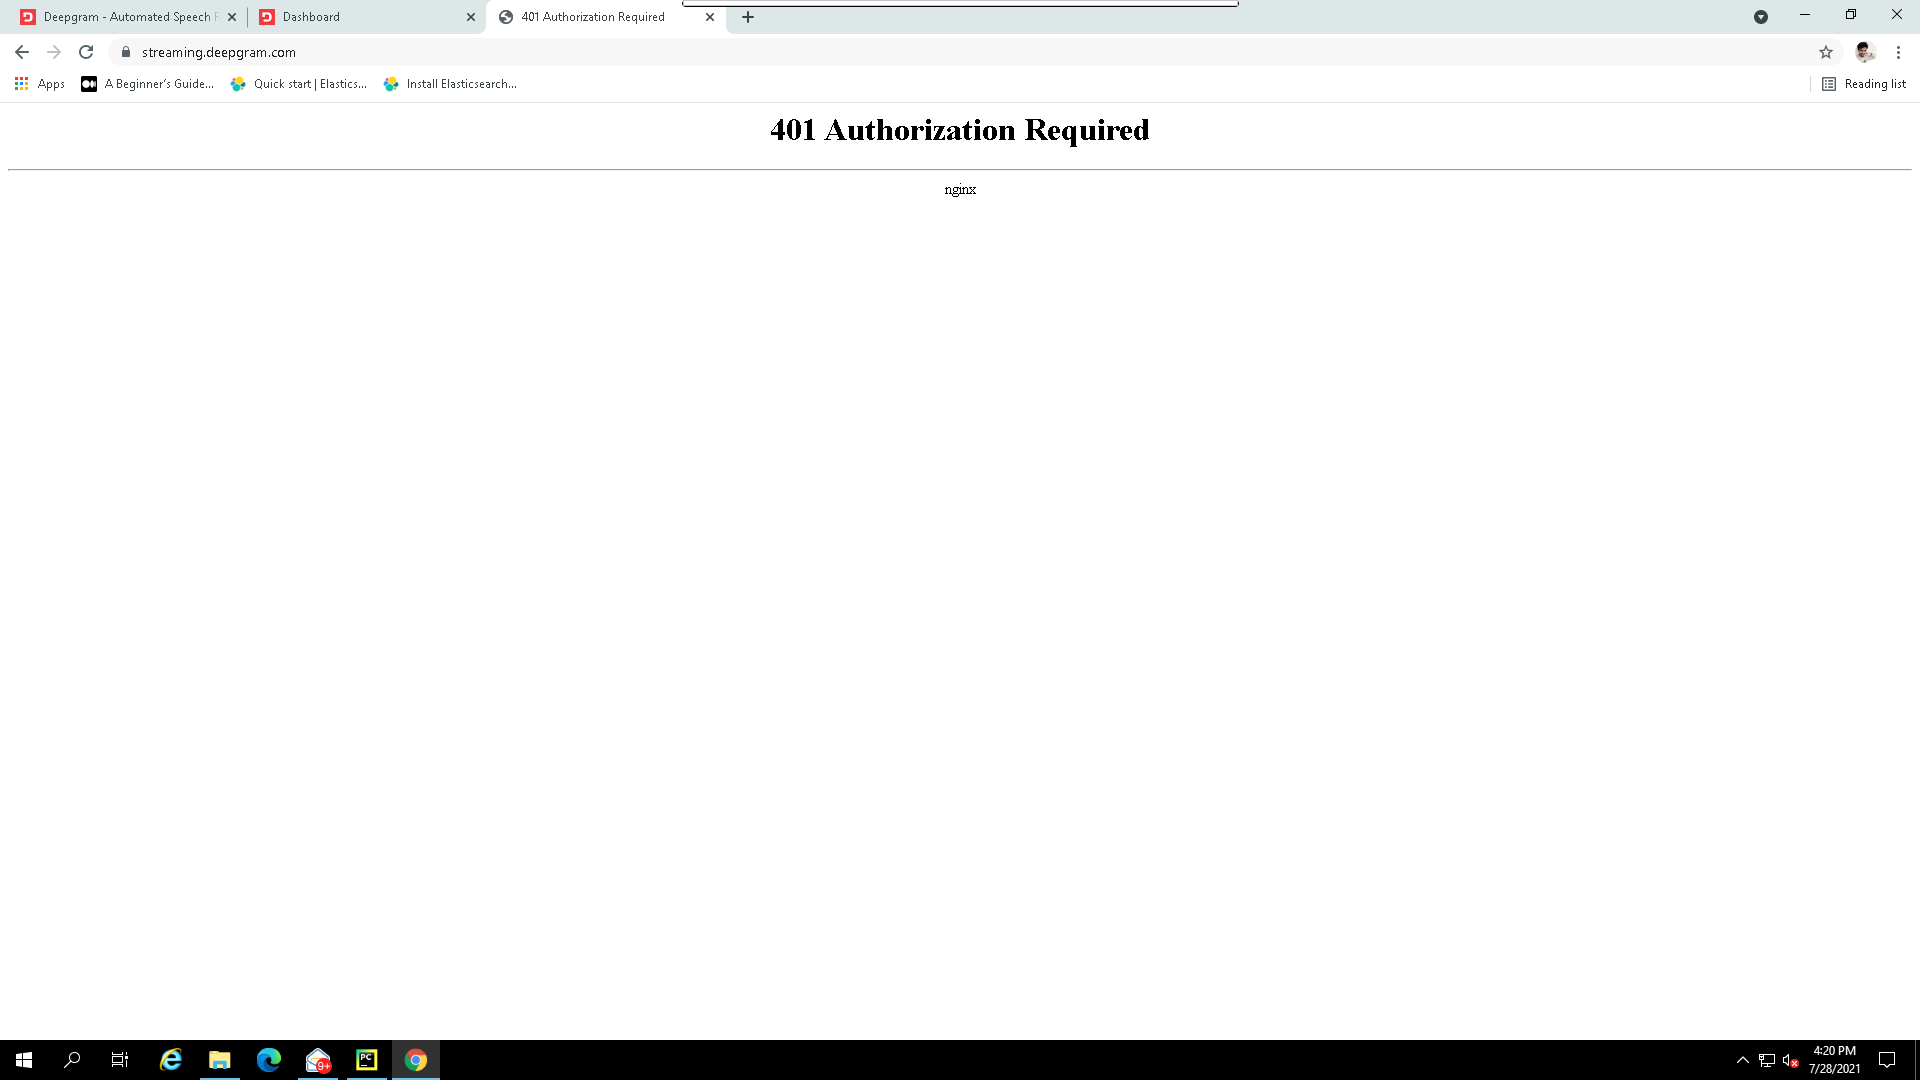 Deepgram - Automated Speech
Dashboard
401 Authorization Required
streaming.deepgram.com
Apps
A Beginner's Guide...
Quick start | Elastics...
Install Elasticsearch...
Reading list
401 Authorization Required
nginx
PC
9+
4:20 PM
7/28/2021